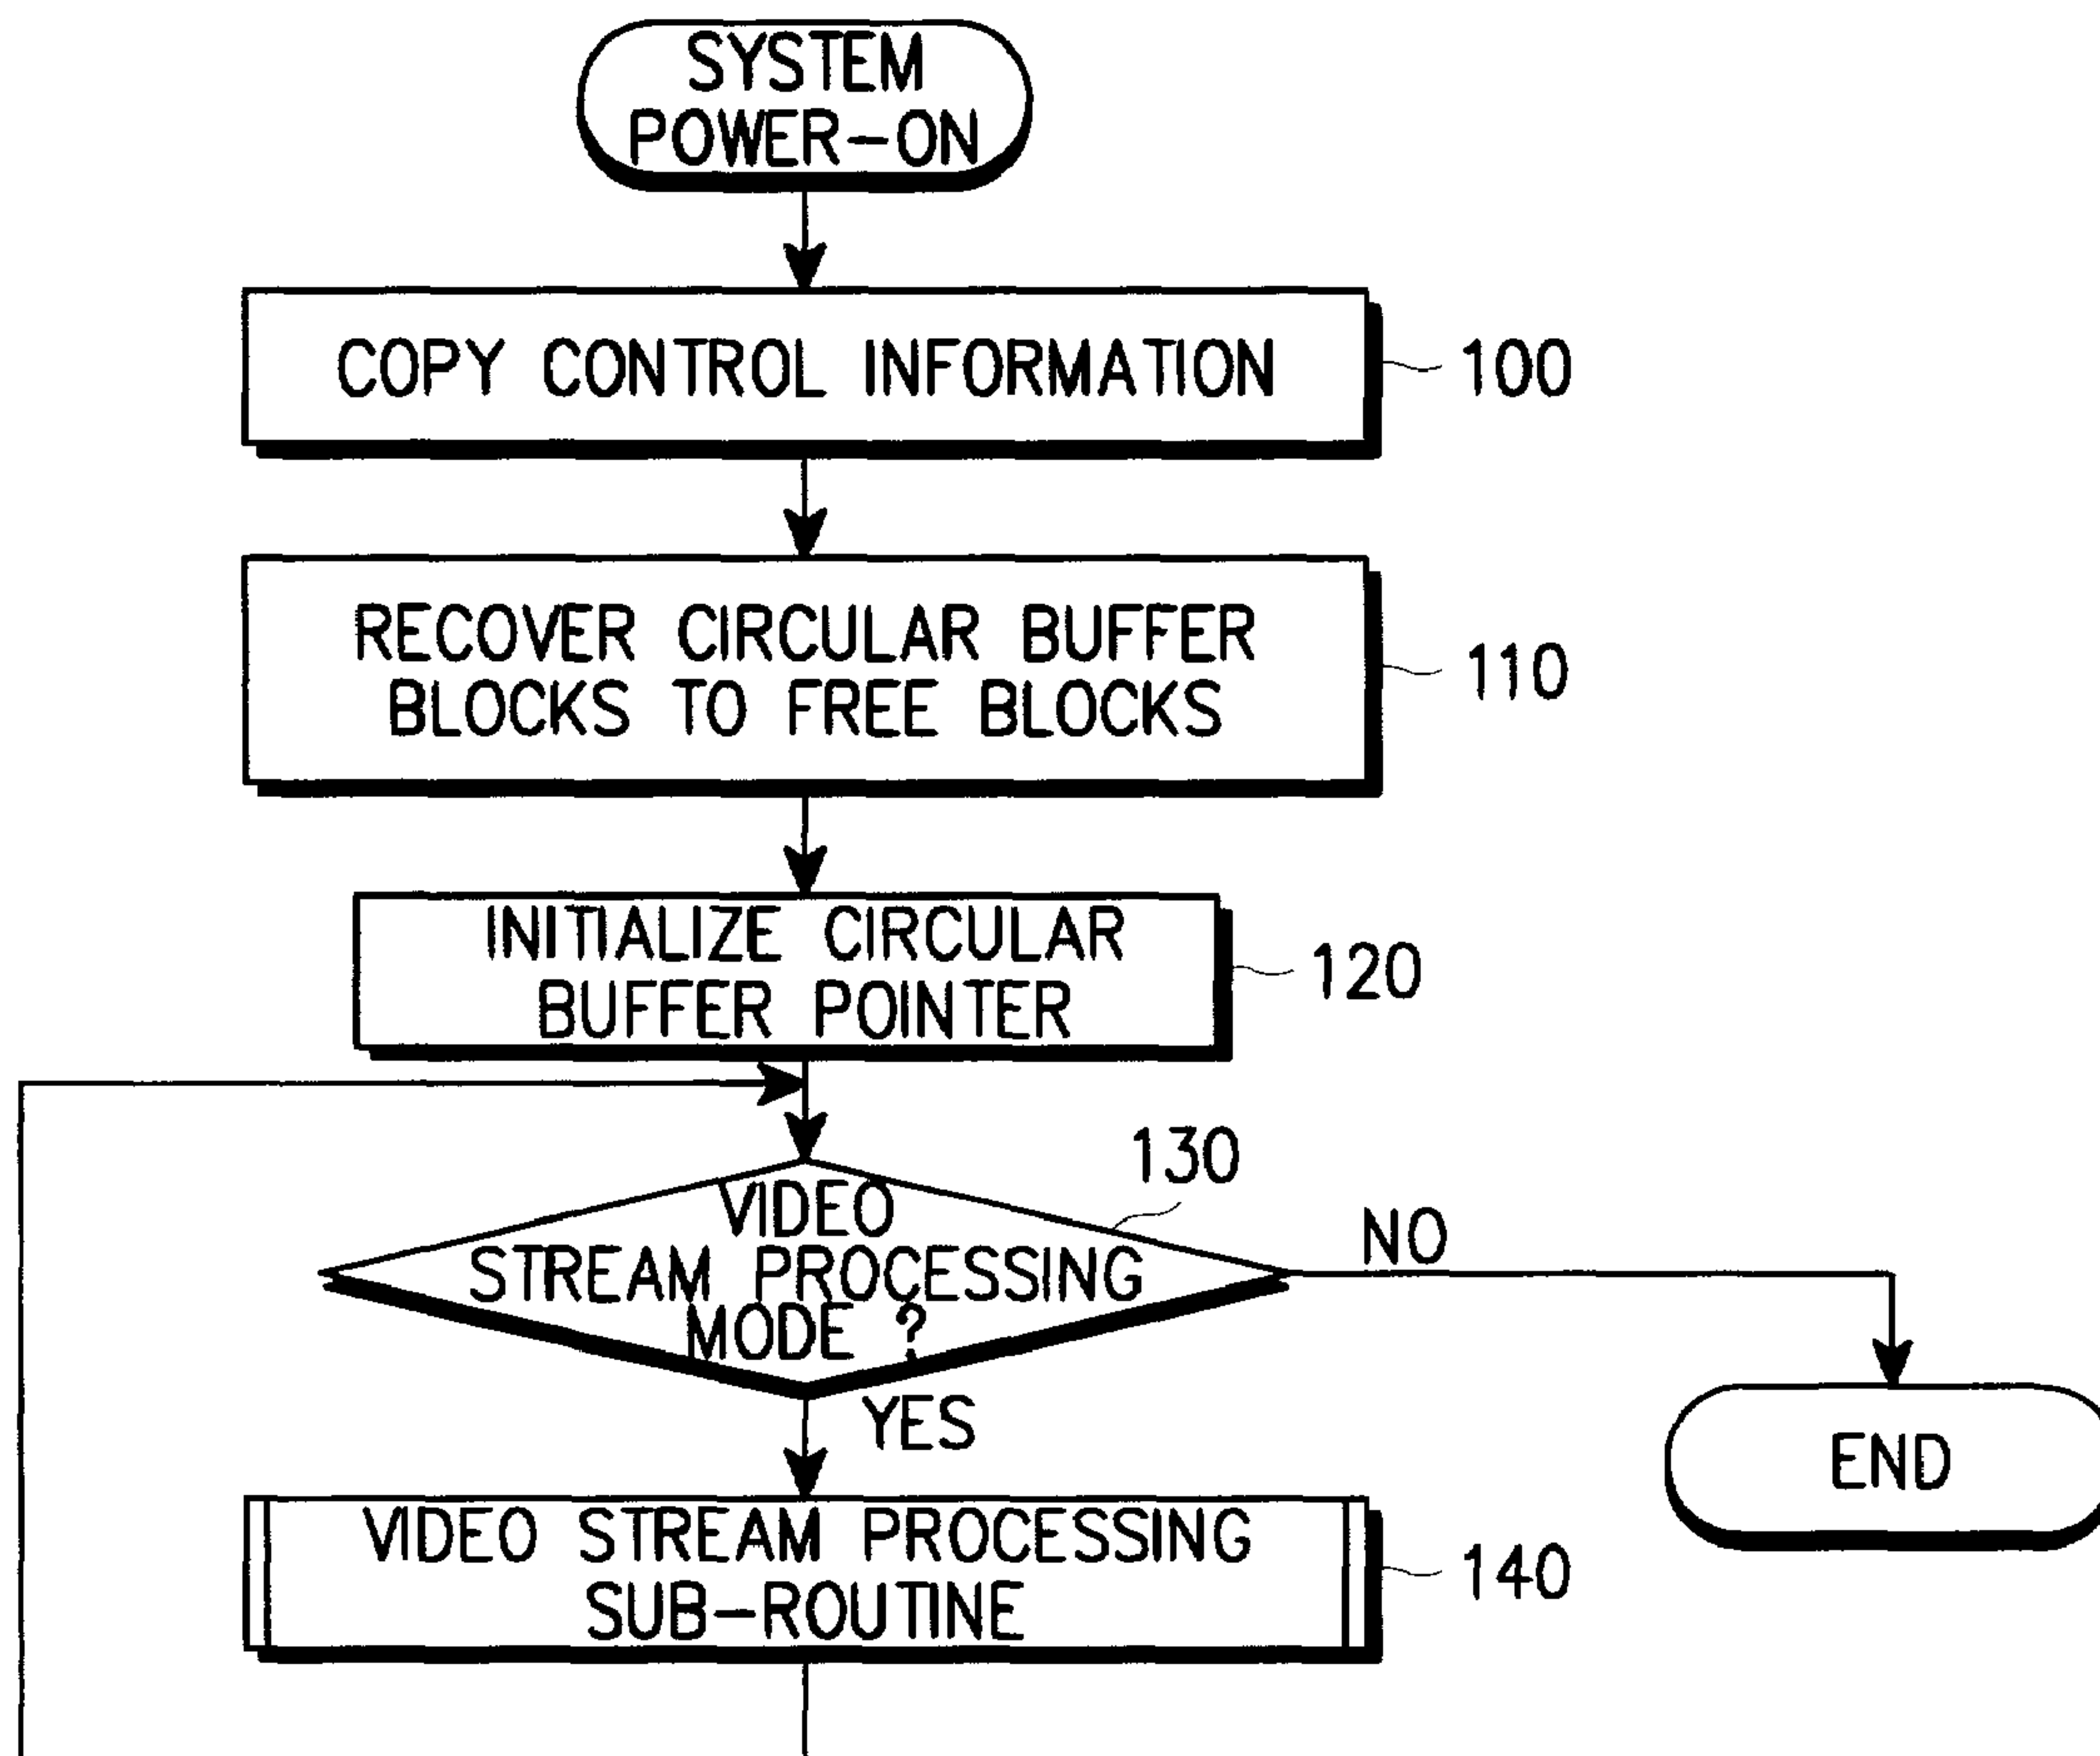 SYSTEM
POWER-ON
COPY CONTROL INFORMATION
100
RECOVER CIRCULAR BUFFER
BLOCKS TO FREE BLOCKS
110
INITIALIZE CIRCULAR
BUFFER POINTER
120
130
VIDEO
STREAM PROCESSING
MODE ?
NO
YES
END
VIDEO STREAM PROCESSING
SUB-ROUTINE
140